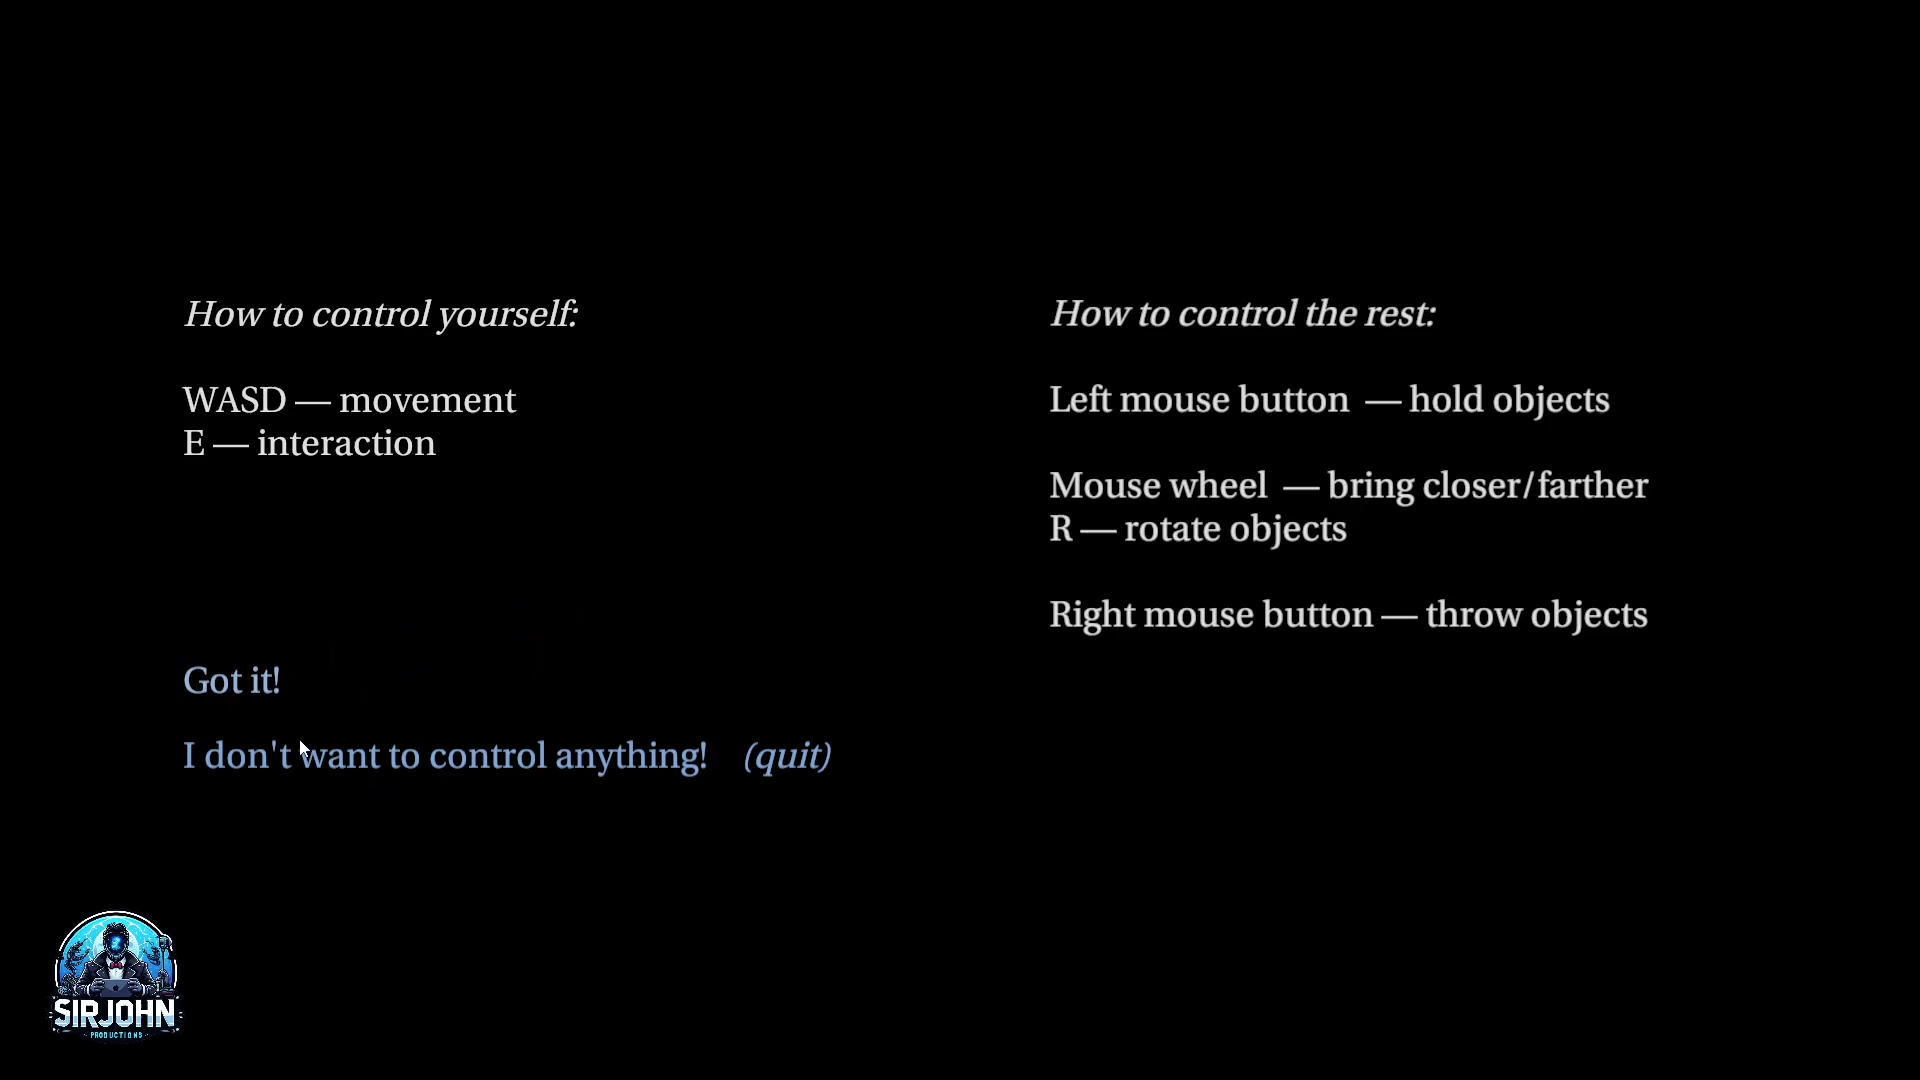 How to control yourself:
WASD — movement
E — interaction
Got it!
I don't want to control anything! (quit)
How to control the rest:
Left mouse button — hold objects
Mouse wheel — bring closer/farther
R — rotate objects
Right mouse button — throw objects
SIRJOHN
PRODUCTIONS